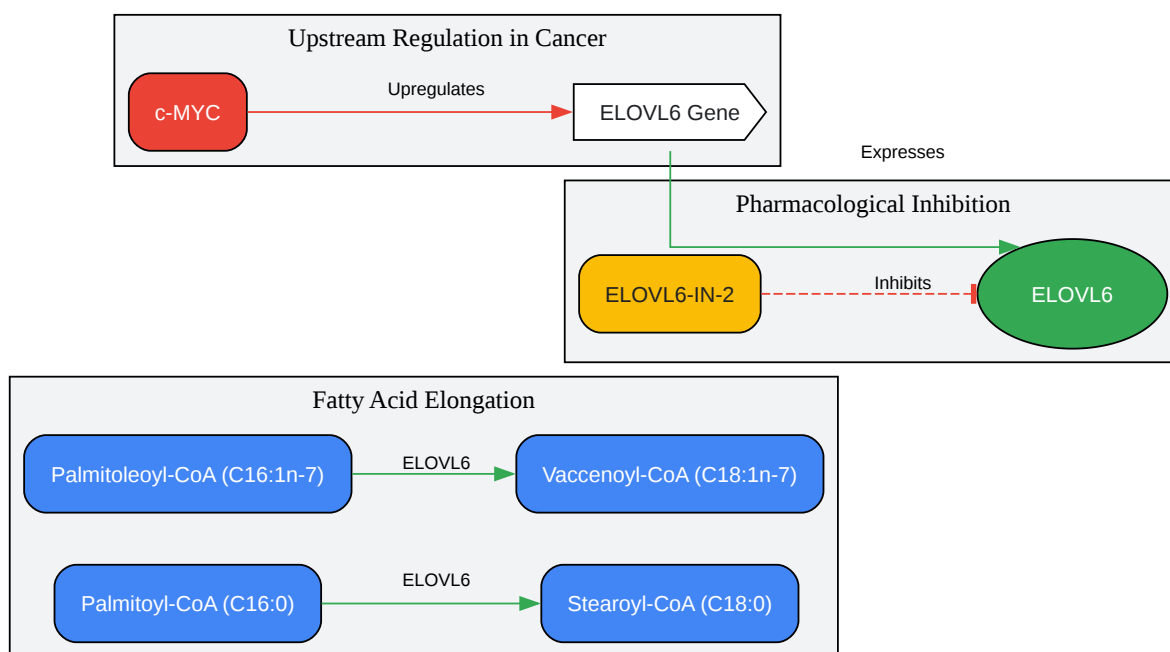 Upstream Regulation in Cancer
Upregulates
c-MYC
ELOVL6 Gene
Expresses
Pharmacological Inhibition
ELOVL6-IN-2
Inhibits
ELOVL6
Fatty Acid Elongation
Palmitoleoyl-CoA (C16:1n-7)
ELOVL6
Vaccenoyl-CoA (C18:1n-7)
Palmitoyl-CoA (C16:0)
ELOVL6
Stearoyl-CoA (C18:0)